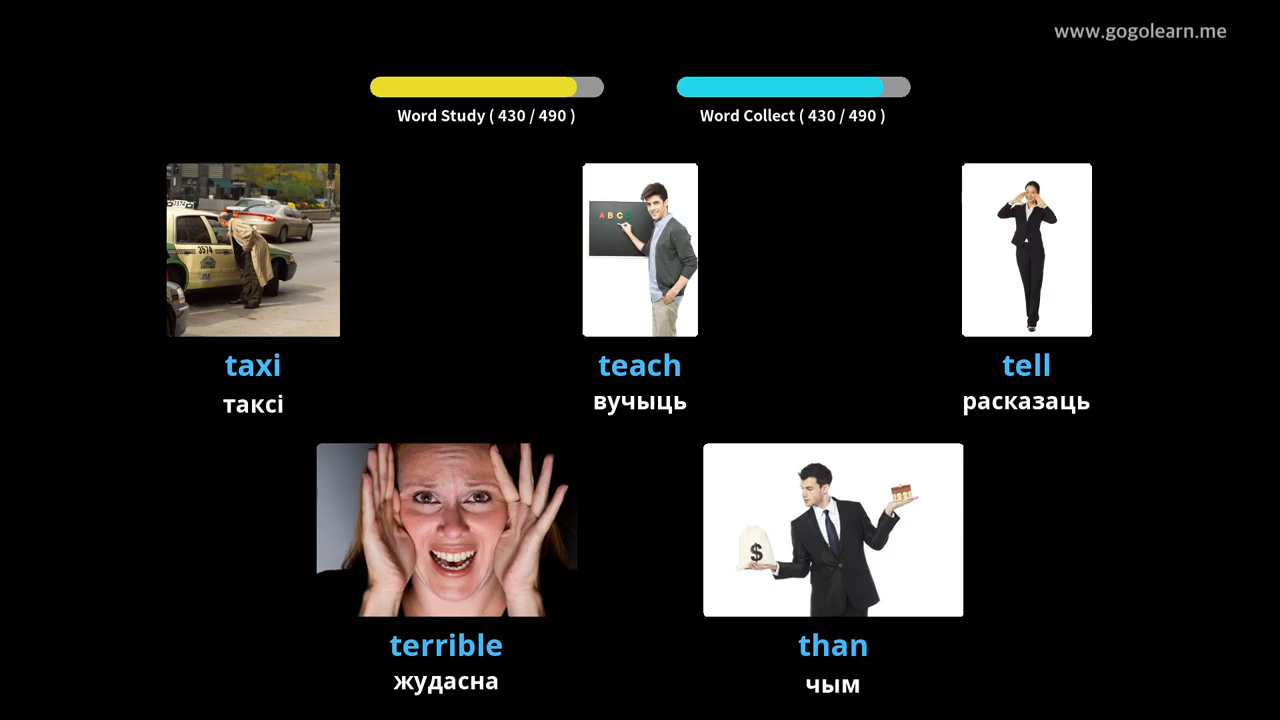 www.gogolearn.me
Word Study ( 430 / 490 )
Word Collect ( 430 / 490 )
3574
A B C D
taxi
таксі
teach
вучыць
tell
расказаць
$
terrible
жудасна
than
чым